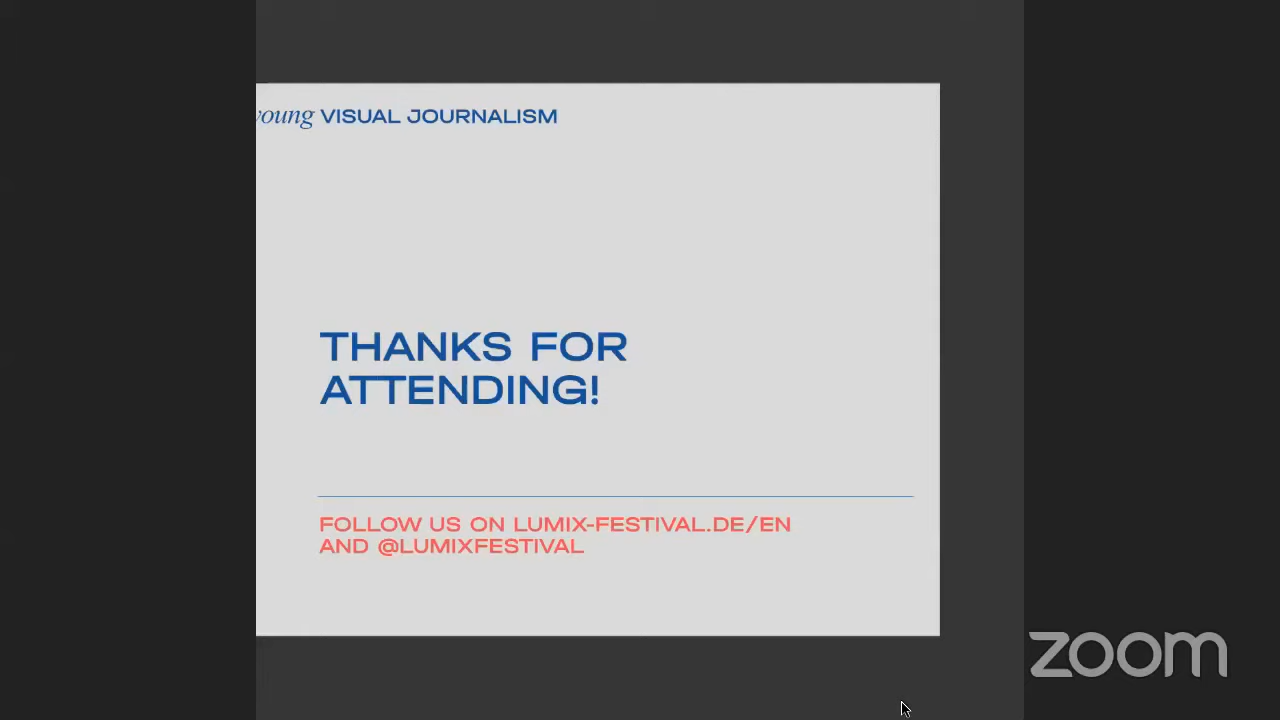 young VISUAL JOURNALISM
THANKS FOR
ATTENDING!
FOLLOW US ON LUMIX-FESTIVAL.DE/EN
AND @LUMIXFESTIVAL
zoom